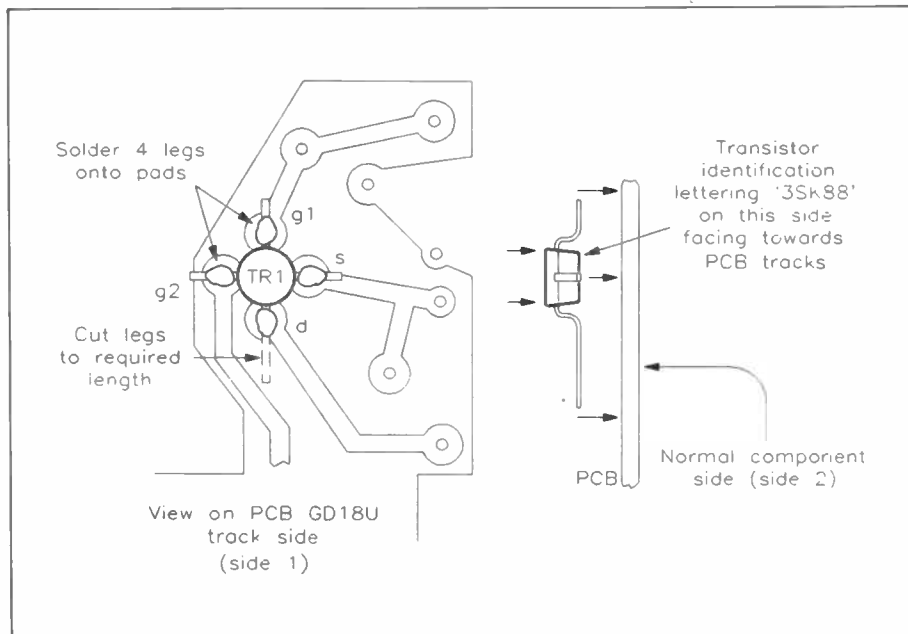 Solder 4 legs
onto pads
g1
TR1
s
g2
d
Cut legs
to required
length
View on PCB GD18U
track side
(side 1)
Transistor
identification
lettering '3SK88'
on this side
facing towards
PCB tracks
PCB
Normal component
side (side 2)